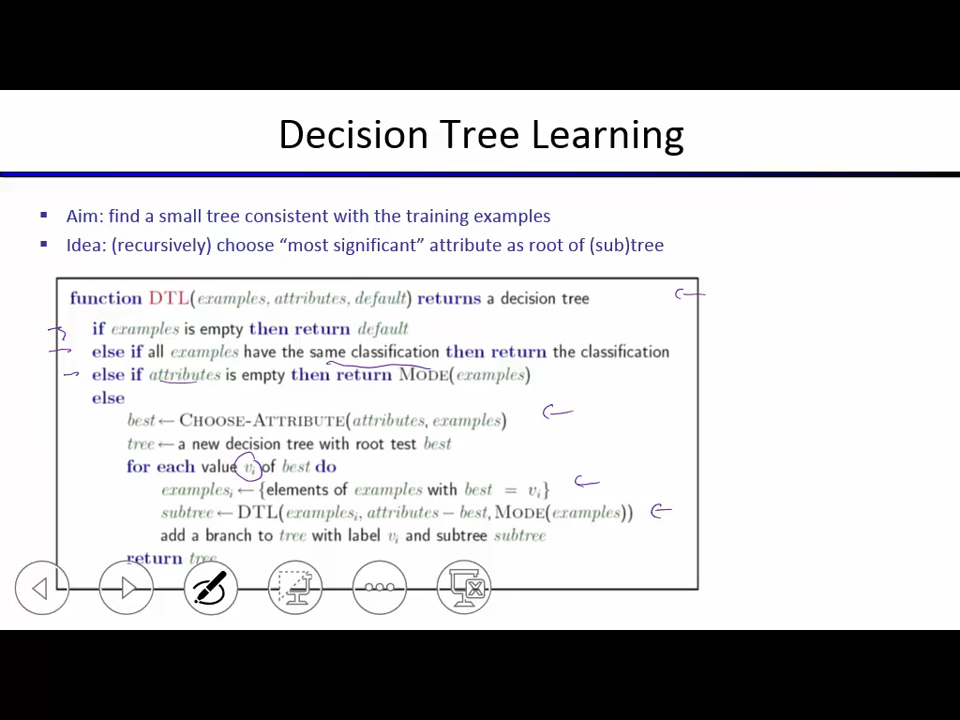 Decision Tree Learning
▪ Aim: find a small tree consistent with the training examples
▪ Idea: (recursively) choose “most significant” attribute as root of (sub)tree
function DTL(examples, attributes, default) returns a decision tree
if examples is empty then return default
else if all examples have the same classification then return the classification
else if attributes is empty then return MODE(examples)
else
best ← CHOOSE-ATTRIBUTE(attributes, examples)
tree ← a new decision tree with root test best
for each value vᵢ of best do
examplesᵢ ← {elements of examples with best = vᵢ}
subtree ← DTL(examplesᵢ, attributes − best, MODE(examples))
add a branch to tree with label vᵢ and subtree subtree
return tree